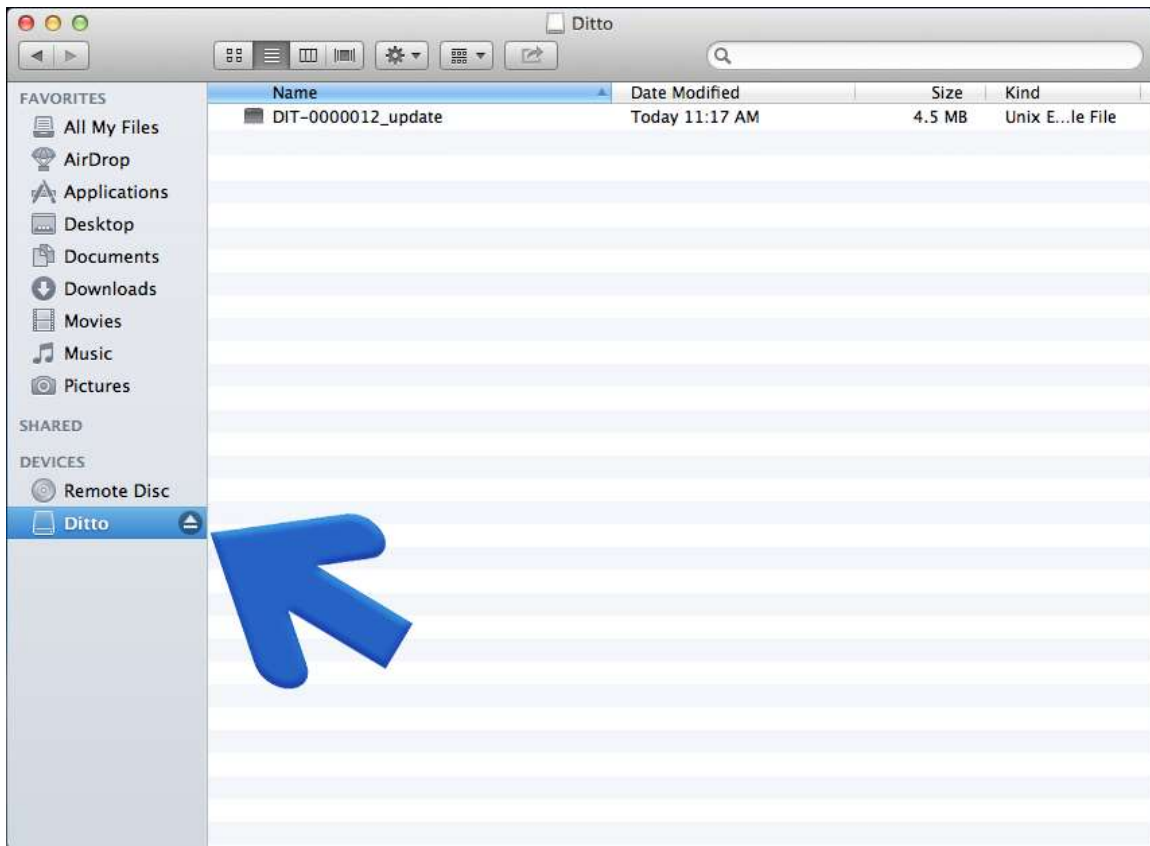 Ditto
FAVORITES
All My Files
AirDrop
Applications
Desktop
Documents
Downloads
Movies
Music
Pictures
SHARED
DEVICES
Remote Disc
Ditto
Name Date Modified Size Kind
DIT-0000012_update Today 11:17 AM 4.5 MB Unix E...le File